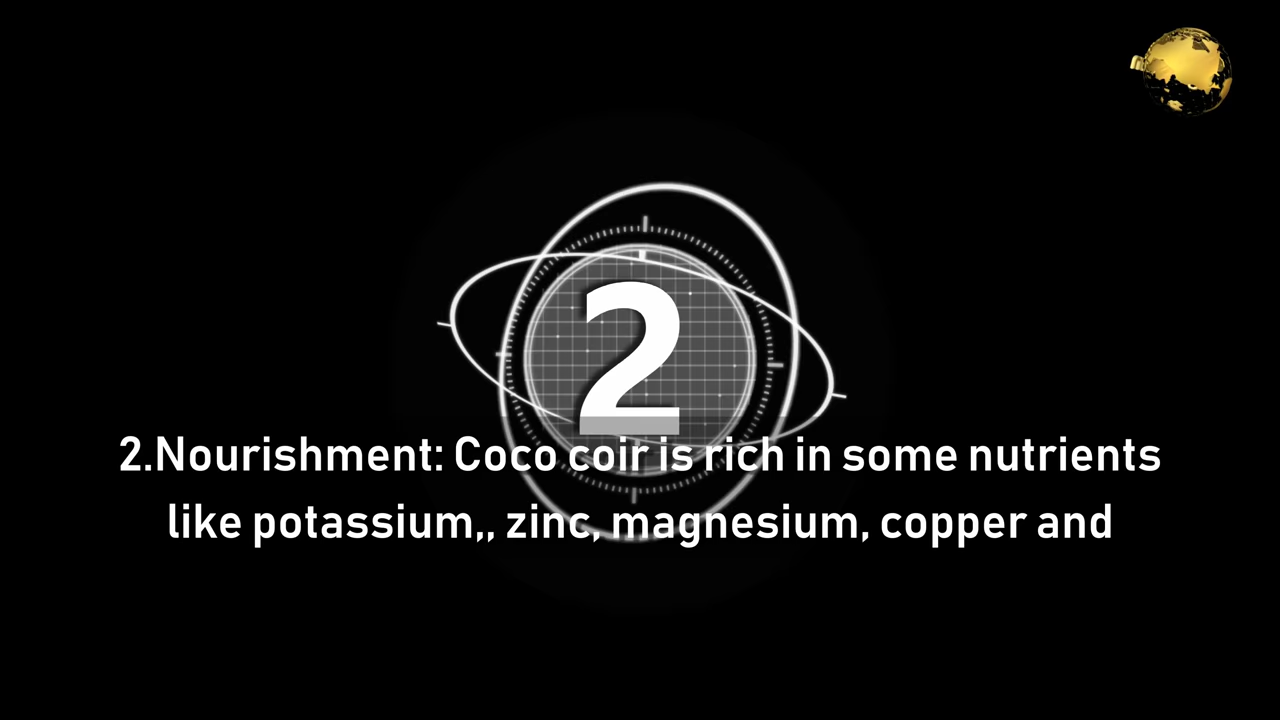 2
2.Nourishment: Coco coir is rich in some nutrients
like potassium,, zinc, magnesium, copper and